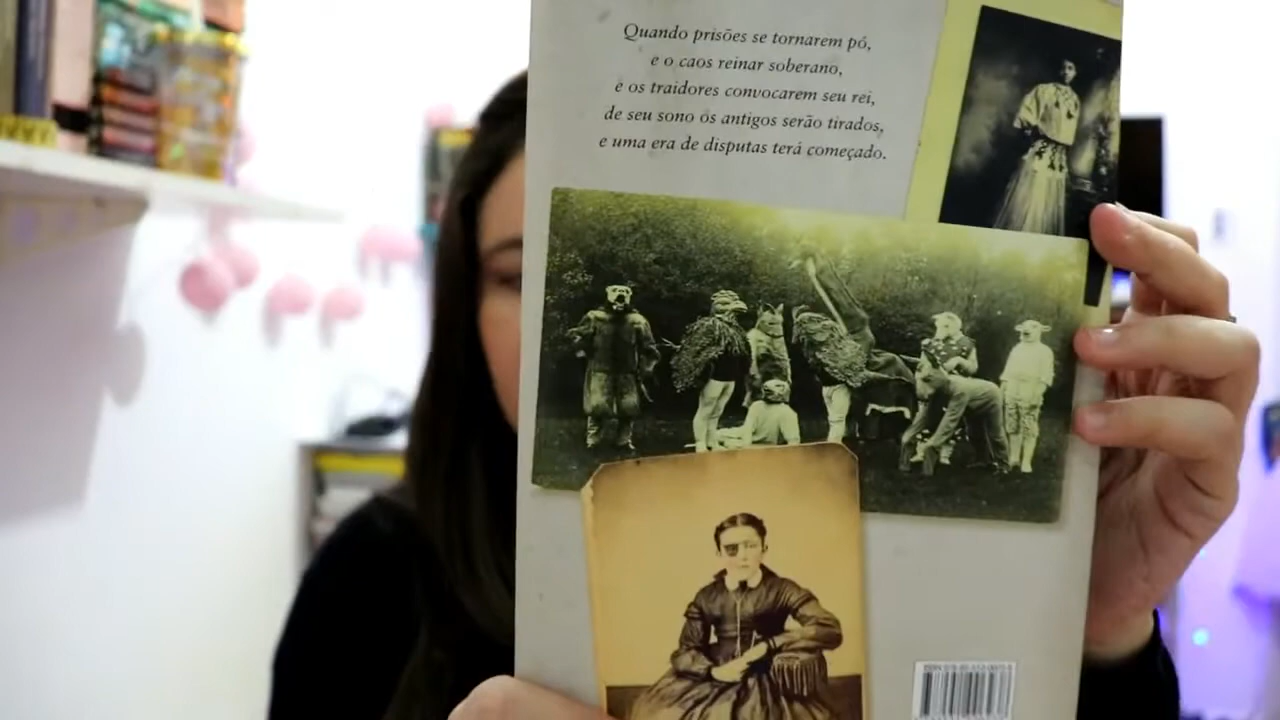 Quando prisões se tornarem pó,
e o caos reinar soberano,
e os traidores convocarem seu rei,
de seu sono os antigos serão tirados,
e uma era de disputas terá começado.